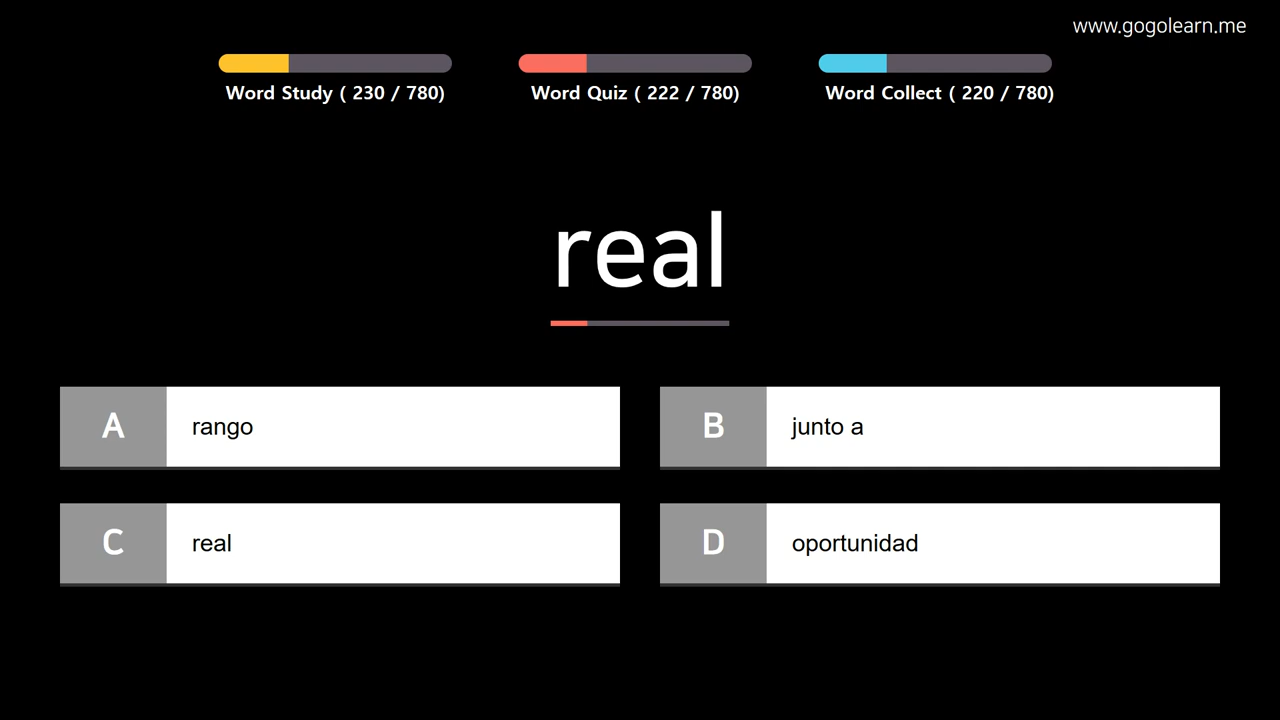 www.gogolearn.me
Word Study ( 230 / 780)
Word Quiz ( 222 / 780)
Word Collect ( 220 / 780)
real
A rango
B junto a
C real
D oportunidad